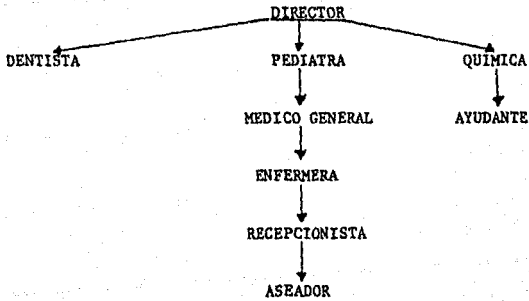 DIRECTOR
DENTISTA PEDIATRA QUIMICA
MEDICO GENERAL AYUDANTE
ENFERMERA
RECEPCIONISTA
ASEADOR